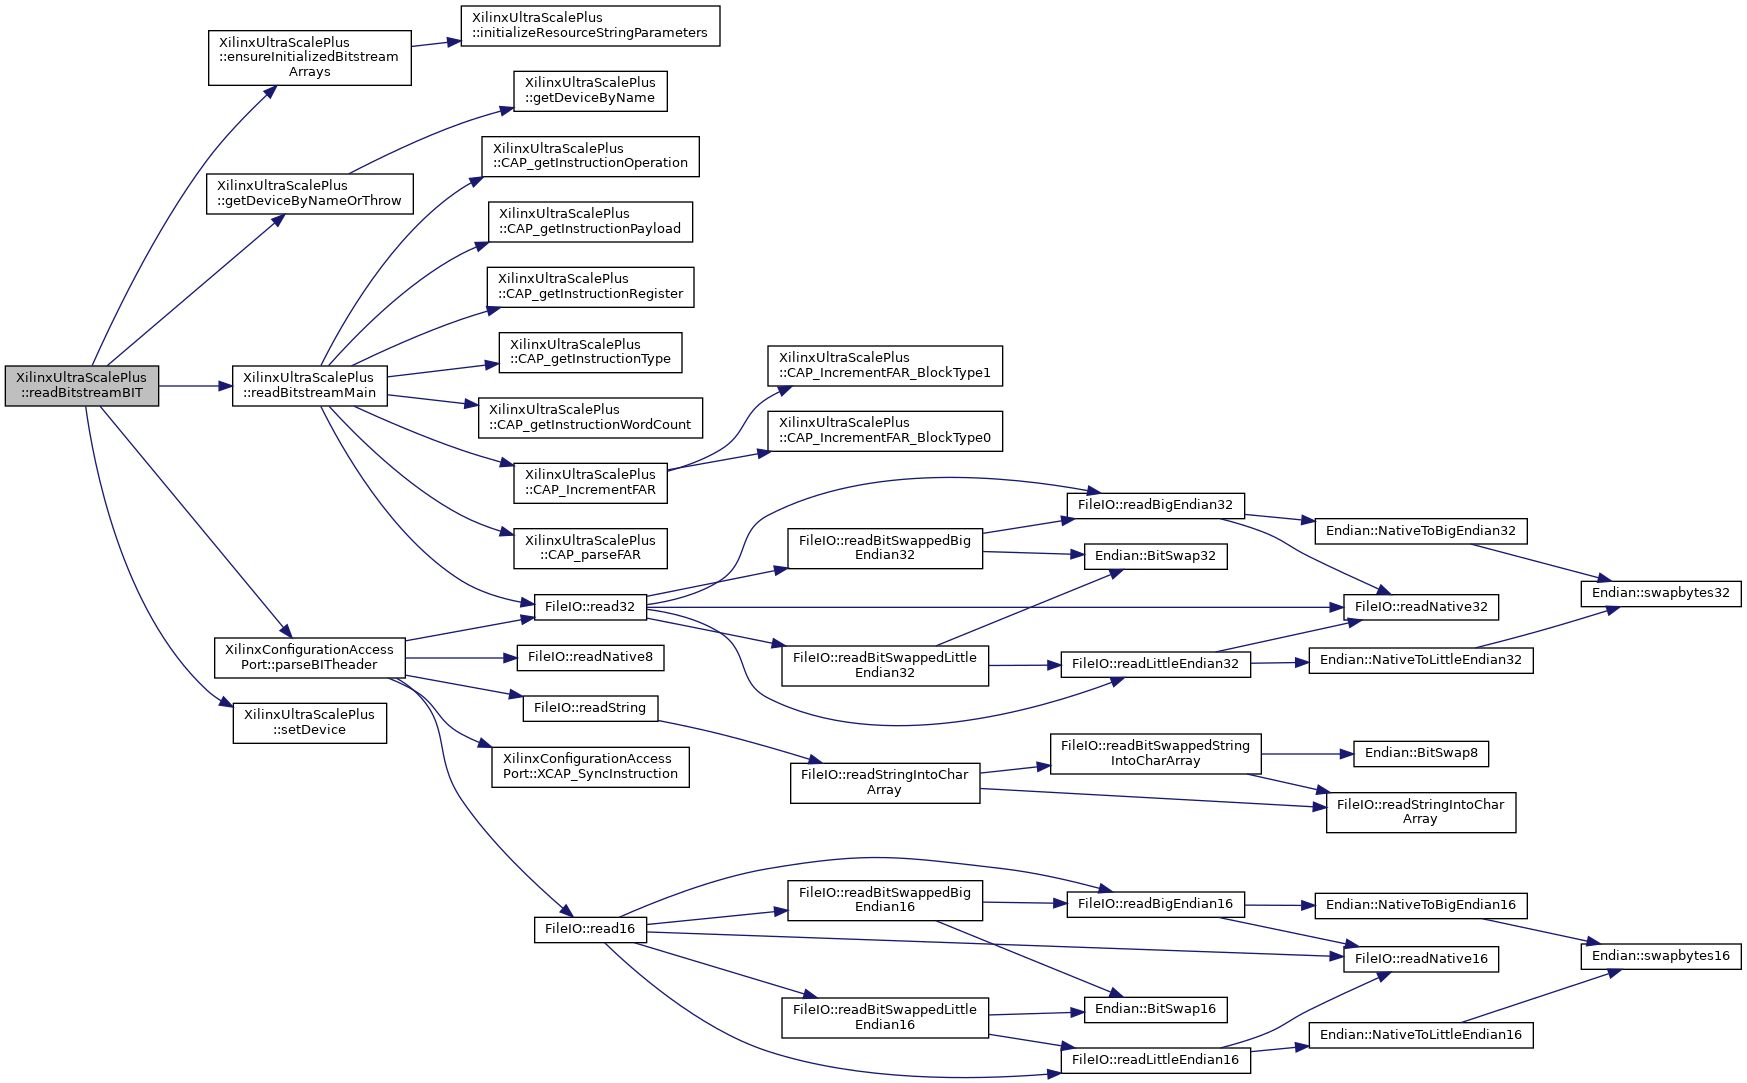 XilinxUltraScalePlus
::readBitstreamBIT
XilinxUltraScalePlus
::ensureInitializedBitstream
Arrays
XilinxUltraScalePlus
::initializeResourceStringParameters
XilinxUltraScalePlus
::getDeviceByNameOrThrow
XilinxUltraScalePlus
::getDeviceByName
XilinxUltraScalePlus
::readBitstreamMain
XilinxUltraScalePlus
::CAP_getInstructionOperation
XilinxUltraScalePlus
::CAP_getInstructionPayload
XilinxUltraScalePlus
::CAP_getInstructionRegister
XilinxUltraScalePlus
::CAP_getInstructionType
XilinxUltraScalePlus
::CAP_getInstructionWordCount
XilinxUltraScalePlus
::CAP_IncrementFAR
XilinxUltraScalePlus
::CAP_IncrementFAR_BlockType1
XilinxUltraScalePlus
::CAP_IncrementFAR_BlockType0
XilinxUltraScalePlus
::CAP_parseFAR
FileIO::read32
FileIO::readBitSwappedBig
Endian32
FileIO::readBigEndian32
Endian::BitSwap32
Endian::NativeToBigEndian32
Endian::swapbytes32
FileIO::readNative32
FileIO::readBitSwappedLittle
Endian32
FileIO::readLittleEndian32
Endian::NativeToLittleEndian32
XilinxConfigurationAccess
Port::parseBITheader
FileIO::readNative8
FileIO::readString
XilinxConfigurationAccess
Port::XCAP_SyncInstruction
XilinxUltraScalePlus
::setDevice
FileIO::readStringIntoChar
Array
FileIO::readBitSwappedString
IntoCharArray
Endian::BitSwap8
FileIO::readStringIntoChar
Array
FileIO::read16
FileIO::readBitSwappedBig
Endian16
FileIO::readBigEndian16
Endian::NativeToBigEndian16
FileIO::readNative16
Endian::swapbytes16
FileIO::readBitSwappedLittle
Endian16
Endian::BitSwap16
FileIO::readLittleEndian16
Endian::NativeToLittleEndian16